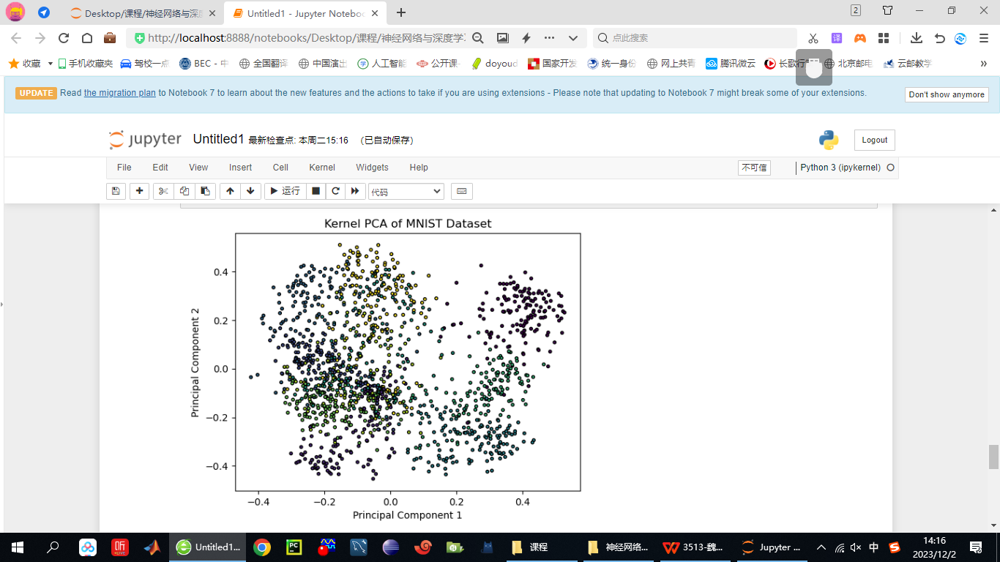 Desktop/课程/神经网络与深度
Untitled1 - Jupyter Notebook
2
http://localhost:8888/notebooks/Desktop/课程/神经网络与深度学习
点此搜索
译
收藏 手机收藏夹 驾校一点 BEC - 中 全国翻译 中国演出 人工智能 公开课 doyoud 国家开发 统一身份 网上共青 腾讯微云 长歌行 北京邮电 云邮教学
UPDATE Read the migration plan to Notebook 7 to learn about the new features and the actions to take if you are using extensions - Please note that updating to Notebook 7 might break some of your extensions.
Don't show anymore
jupyter Untitled1 最新检查点: 本周二15:16 (已自动保存)
Logout
File Edit View Insert Cell Kernel Widgets Help
不可信
Python 3 (ipykernel)
运行
代码
Kernel PCA of MNIST Dataset
Principal Component 2
0.4
0.2
0.0
−0.2
−0.4
−0.4 −0.2 0.0 0.2 0.4
Principal Component 1
听
LIVE
Untitled1...
PC
课程
神经网络...
3513-魏...
Jupyter ...
中
14:16
2023/12/2